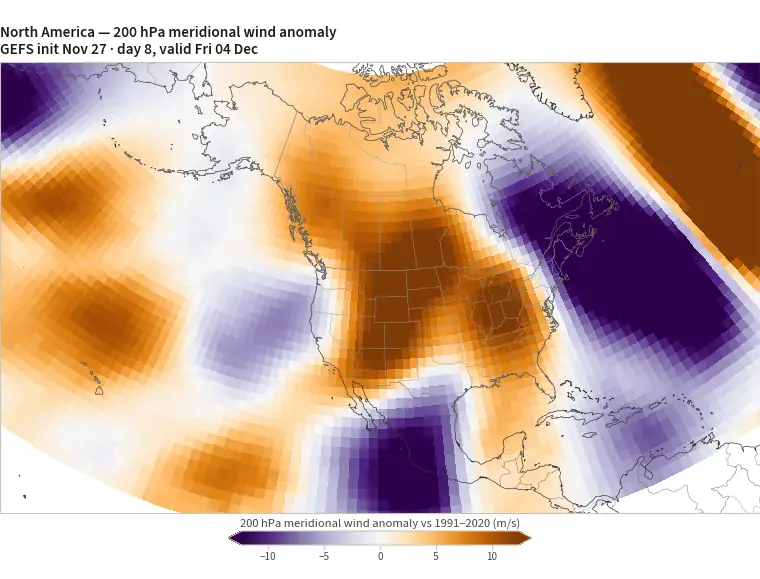 North America — 200 hPa meridional wind anomaly
GEFS init Nov 27 · day 8, valid Fri 04 Dec
200 hPa meridional wind anomaly vs 1991–2020 (m/s)
−10 −5 0 5 10